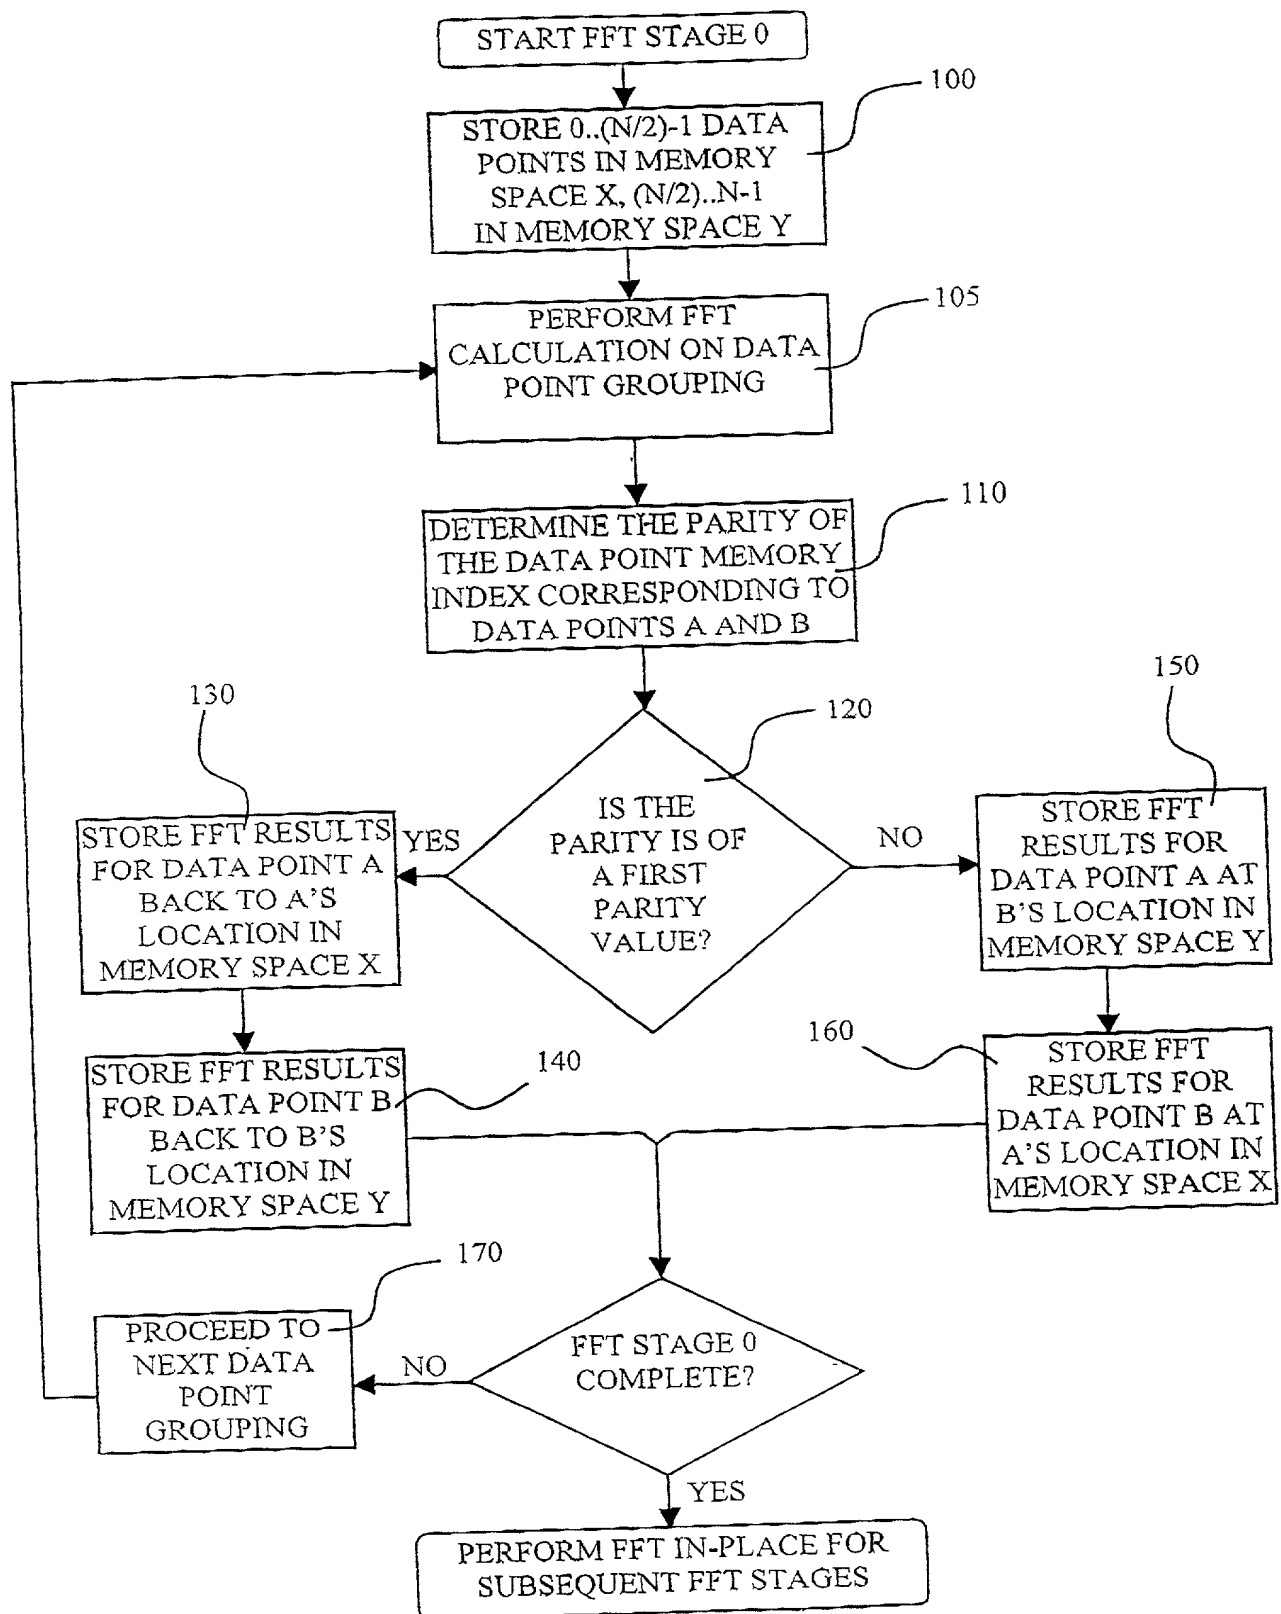 START FFT STAGE 0
100
STORE 0..(N/2)-1 DATA
POINTS IN MEMORY
SPACE X, (N/2)..N-1
IN MEMORY SPACE Y
105
PERFORM FFT
CALCULATION ON DATA
POINT GROUPING
110
DETERMINE THE PARITY OF
THE DATA POINT MEMORY
INDEX CORRESPONDING TO
DATA POINTS A AND B
120
IS THE
PARITY IS OF
A FIRST
PARITY
VALUE?
YES
NO
130
STORE FFT RESULTS
FOR DATA POINT A
BACK TO A'S
LOCATION IN
MEMORY SPACE X
150
STORE FFT
RESULTS FOR
DATA POINT A AT
B'S LOCATION IN
MEMORY SPACE Y
140
STORE FFT RESULTS
FOR DATA POINT B
BACK TO B'S
LOCATION IN
MEMORY SPACE Y
160
STORE FFT
RESULTS FOR
DATA POINT B AT
A'S LOCATION IN
MEMORY SPACE X
FFT STAGE 0
COMPLETE?
NO
170
PROCEED TO
NEXT DATA
POINT
GROUPING
YES
PERFORM FFT IN-PLACE FOR
SUBSEQUENT FFT STAGES